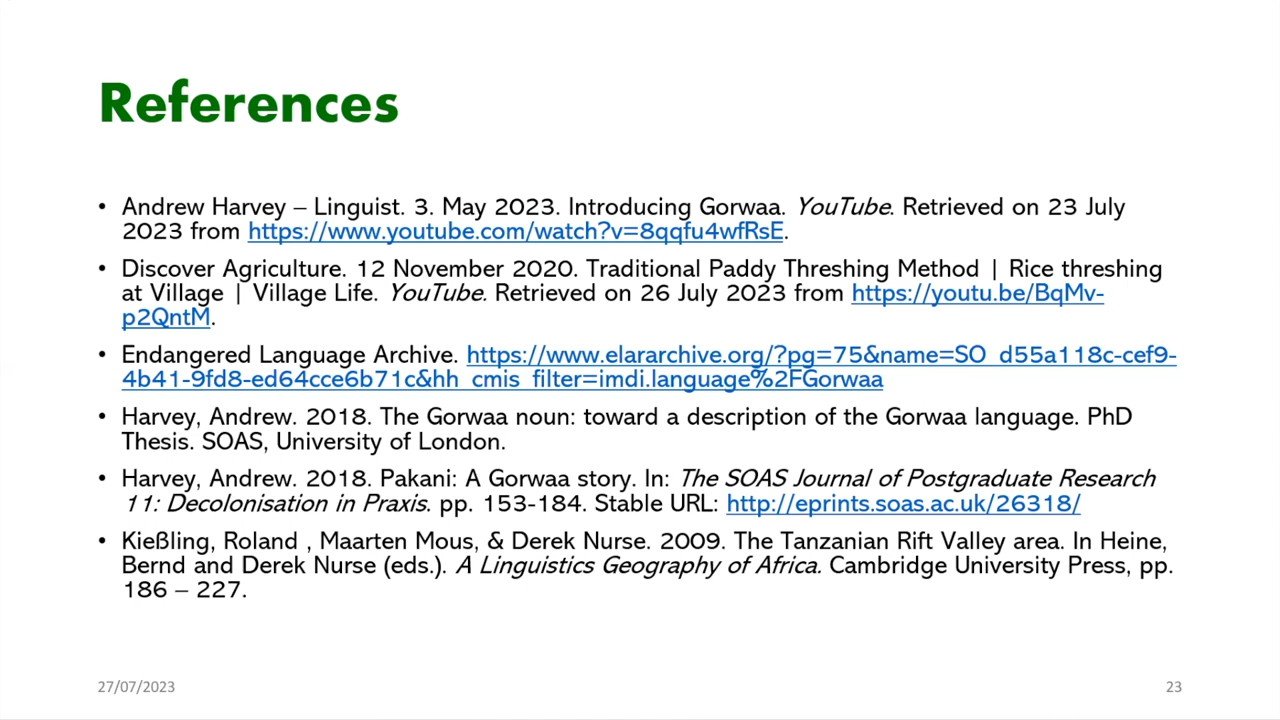 References
• Andrew Harvey – Linguist. 3. May 2023. Introducing Gorwaa. YouTube. Retrieved on 23 July
2023 from https://www.youtube.com/watch?v=8qqfu4wfRsE.
• Discover Agriculture. 12 November 2020. Traditional Paddy Threshing Method | Rice threshing
at Village | Village Life. YouTube. Retrieved on 26 July 2023 from https://youtu.be/BqMv-
p2QntM.
• Endangered Language Archive. https://www.elararchive.org/?pg=75&name=SO_d55a118c-cef9-
4b41-9fd8-ed64cce6b71c&hh_cmis_filter=imdi.language%2FGorwaa
• Harvey, Andrew. 2018. The Gorwaa noun: toward a description of the Gorwaa language. PhD
Thesis. SOAS, University of London.
• Harvey, Andrew. 2018. Pakani: A Gorwaa story. In: The SOAS Journal of Postgraduate Research
11: Decolonisation in Praxis. pp. 153-184. Stable URL: http://eprints.soas.ac.uk/26318/
• Kießling, Roland , Maarten Mous, & Derek Nurse. 2009. The Tanzanian Rift Valley area. In Heine,
Bernd and Derek Nurse (eds.). A Linguistics Geography of Africa. Cambridge University Press, pp.
186 – 227.
27/07/2023
23